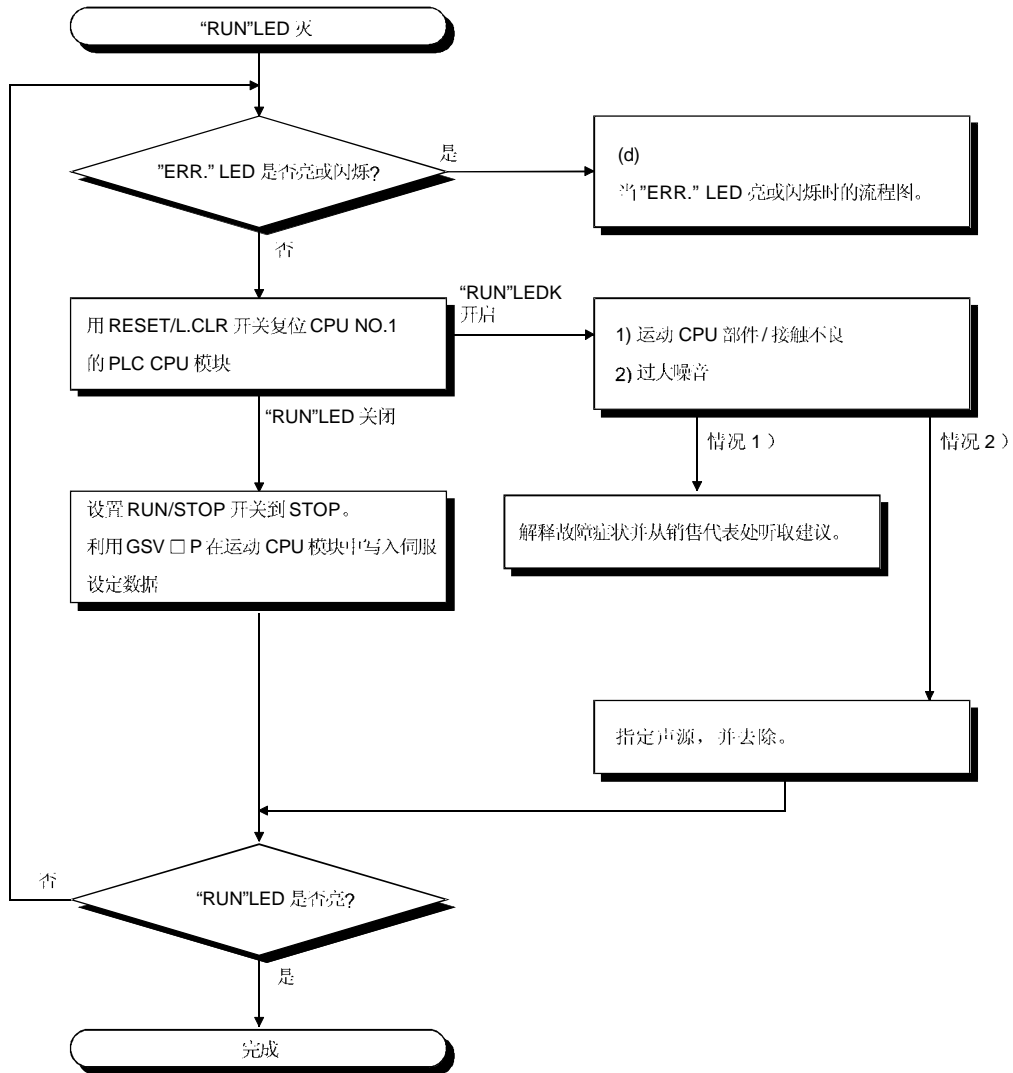 “RUN”LED 灭
”ERR.” LED 是否亮或闪烁?
是
(d)
当”ERR.” LED 亮或闪烁时的流程图。
否
用 RESET/L.CLR 开关复位 CPU NO.1
的 PLC CPU 模块
“RUN”LEDK
开启
1) 运动 CPU 部件 / 接触不良
2) 过大噪音
“RUN”LED 关闭
情况 1）
情况 2）
设置 RUN/STOP 开关到 STOP。
利用 GSV □ P 在运动 CPU 模块中写入伺服
设定数据
解释故障症状并从销售代表处听取建议。
指定声源，并去除。
否
“RUN”LED 是否亮?
是
完成